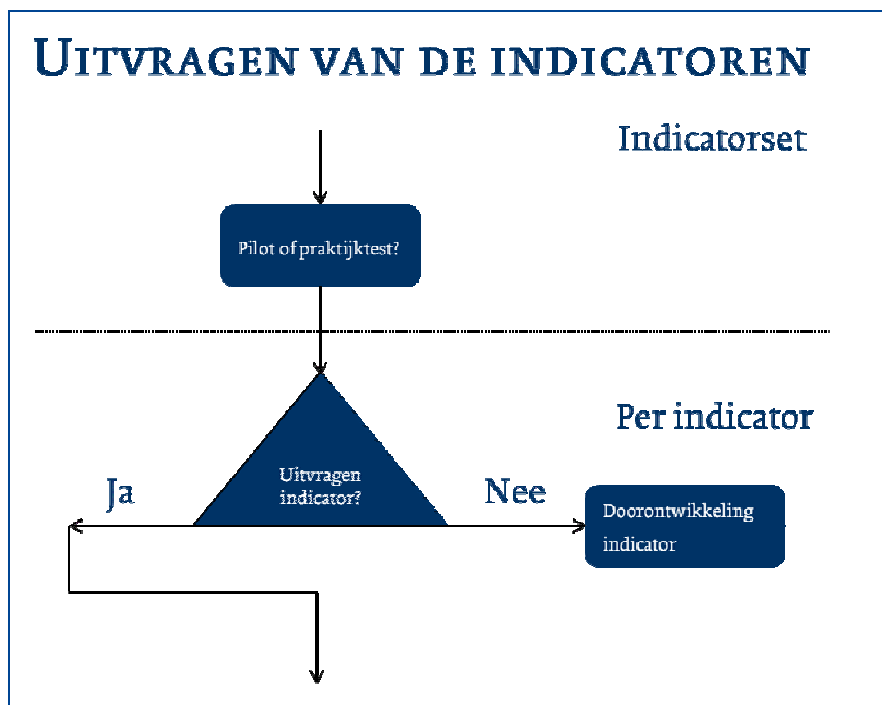 UITVRAGEN VAN DE INDICATOREN
Indicatorset
Pilot of praktijktest?
Per indicator
Uitvragen
indicator?
Ja
Nee
Doorontwikkeling
indicator